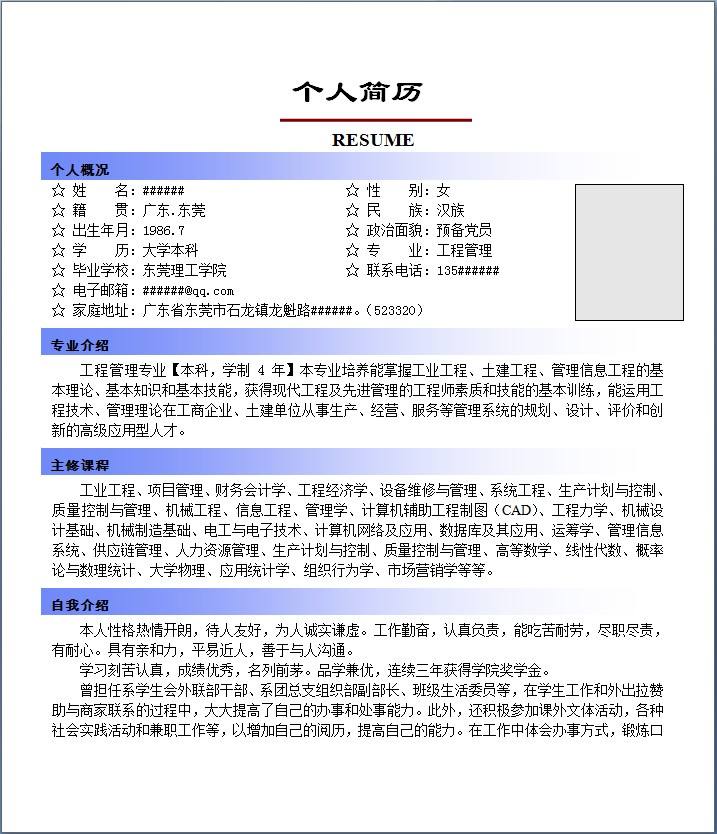 个人简历
RESUME
个人概况
☆ 姓　　名：###### ☆ 性　　别：女
☆ 籍　　贯：广东.东莞 ☆ 民　　族：汉族
☆ 出生年月：1986.7 ☆ 政治面貌：预备党员
☆ 学　　历：大学本科 ☆ 专　　业：工程管理
☆ 毕业学校：东莞理工学院 ☆ 联系电话：135######
☆ 电子邮箱：######@qq.com
☆ 家庭地址：广东省东莞市石龙镇龙魁路######。（523320）
专业介绍
工程管理专业【本科，学制 4 年】本专业培养能掌握工业工程、土建工程、管理信息工程的基
本理论、基本知识和基本技能，获得现代工程及先进管理的工程师素质和技能的基本训练，能运用工
程技术、管理理论在工商企业、土建单位从事生产、经营、服务等管理系统的规划、设计、评价和创
新的高级应用型人才。
主修课程
工业工程、项目管理、财务会计学、工程经济学、设备维修与管理、系统工程、生产计划与控制、
质量控制与管理、机械工程、信息工程、管理学、计算机辅助工程制图（CAD）、工程力学、机械设
计基础、机械制造基础、电工与电子技术、计算机网络及应用、数据库及其应用、运筹学、管理信息
系统、供应链管理、人力资源管理、生产计划与控制、质量控制与管理、高等数学、线性代数、概率
论与数理统计、大学物理、应用统计学、组织行为学、市场营销学等等。
自我介绍
本人性格热情开朗，待人友好，为人诚实谦虚。工作勤奋，认真负责，能吃苦耐劳，尽职尽责，
有耐心。具有亲和力，平易近人，善于与人沟通。
学习刻苦认真，成绩优秀，名列前茅。品学兼优，连续三年获得学院奖学金。
曾担任系学生会外联部干部、系团总支组织部副部长、班级生活委员等，在学生工作和外出拉赞
助与商家联系的过程中，大大提高了自己的办事和处事能力。此外，还积极参加课外文体活动，各种
社会实践活动和兼职工作等，以增加自己的阅历，提高自己的能力。在工作中体会办事方式，锻炼口